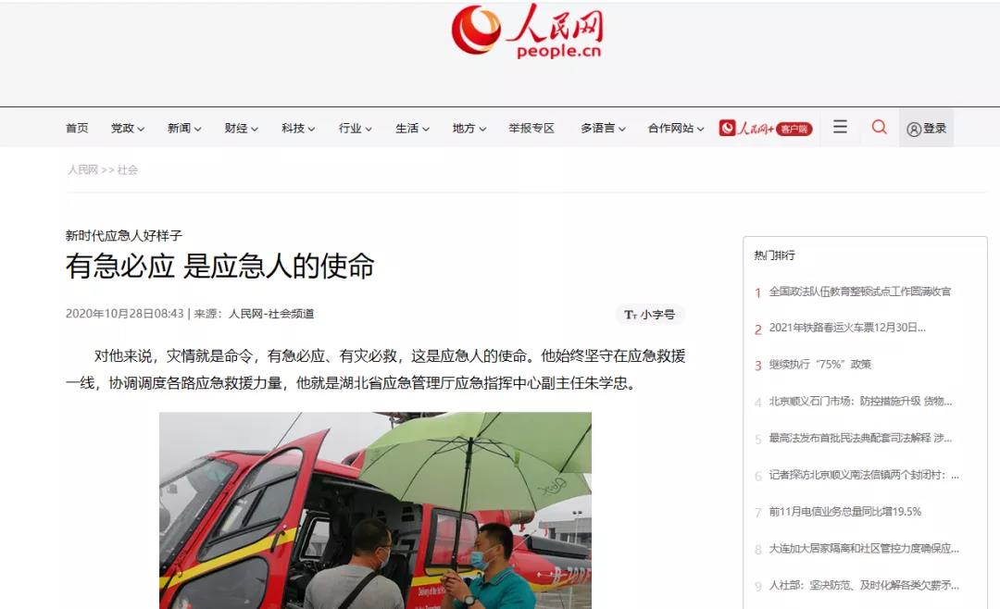 人民网
people.cn
首页 党政 新闻 财经 科技 行业 生活 地方 举报专区 多语言 合作网站 人民网+ 客户端 登录
人民网 >> 社会
新时代应急人好样子
有急必应 是应急人的使命
2020年10月28日08:43 | 来源：人民网-社会频道
TT 小字号
对他来说，灾情就是命令，有急必应、有灾必救，这是应急人的使命。他始终坚守在应急救援
一线，协调调度各路应急救援力量，他就是湖北省应急管理厅应急指挥中心副主任朱学忠。
热门排行
1 全国政法队伍教育整顿试点工作圆满收官
2 2021年铁路春运火车票12月30日...
3 继续执行“75%”政策
4 北京顺义石门市场：防控措施升级 货物...
5 最高法发布首批民法典配套司法解释 涉...
6 记者探访北京顺义南法信镇两个封闭村：...
7 前11月电信业务总量同比增19.5%
8 大连加大居家隔离和社区管控力度确保应...
9 人社部：坚决防范、及时化解各类欠薪矛...